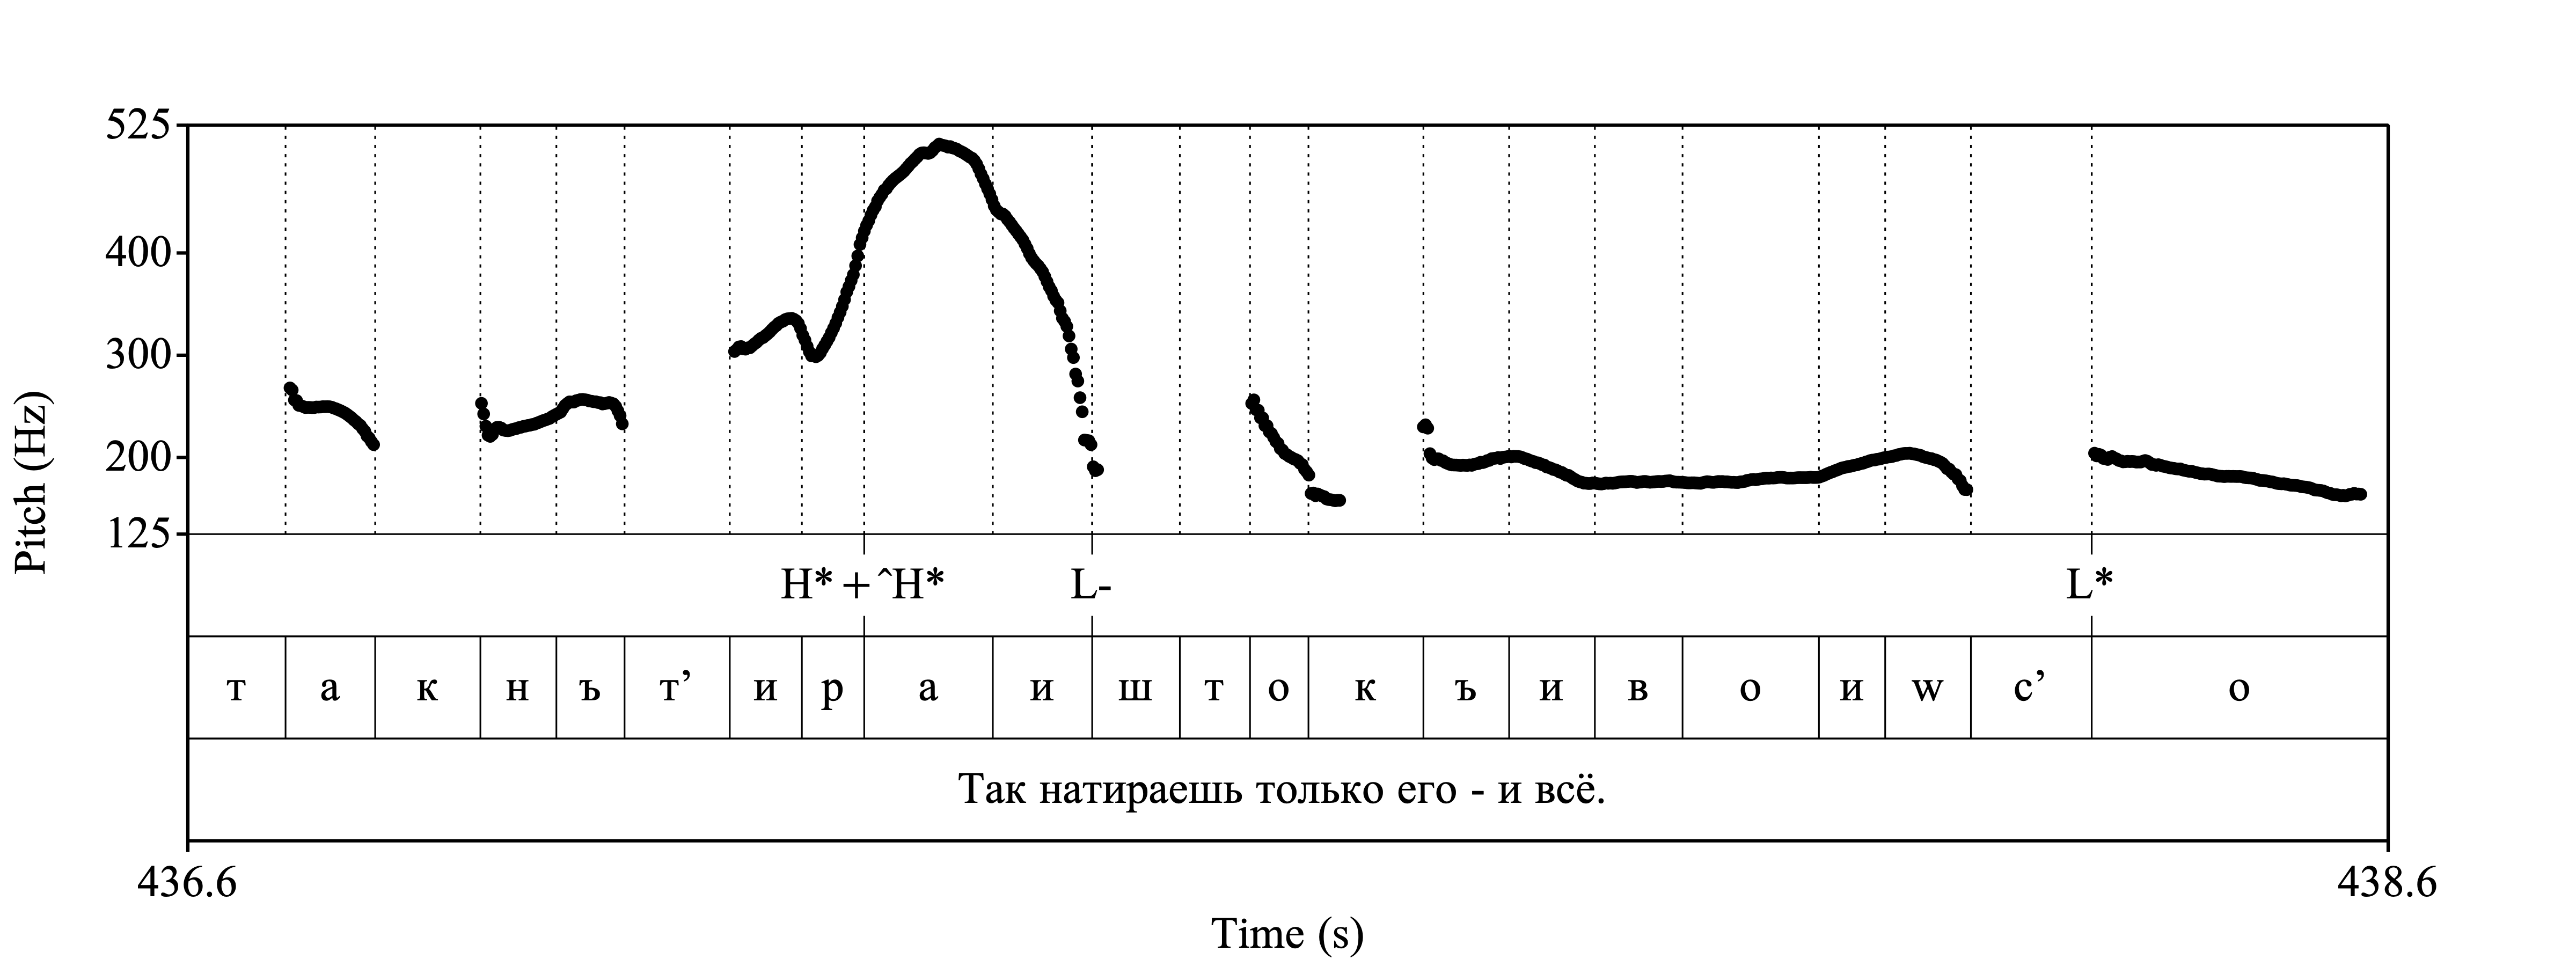 525
400
300
200
125
Pitch (Hz)
H* + ^H* L- L*
т а к н ъ т’ и р а и ш т о к ъ и в о и w с’ о
Так натираешь только его - и всё.
436.6 438.6
Time (s)